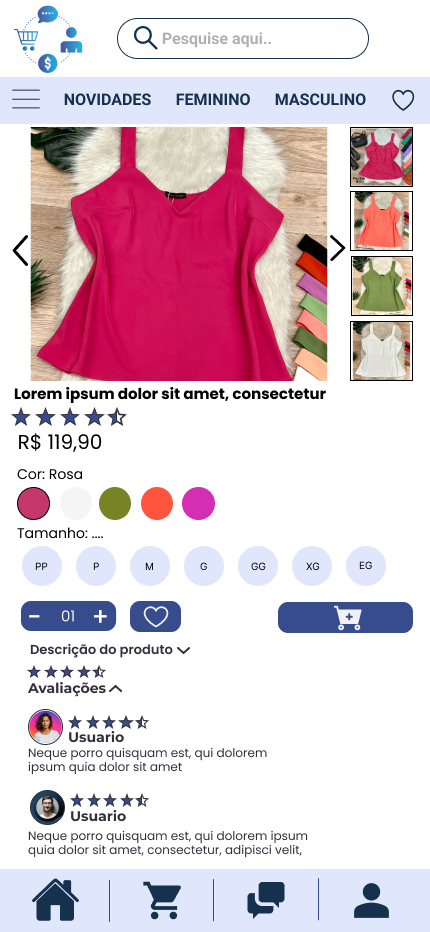 Pesquise aqui..
NOVIDADES FEMININO MASCULINO
Lorem ipsum dolor sit amet, consectetur
R$ 119,90
Cor: Rosa
Tamanho: ....
PP P M G GG XG EG
− 01 +
Descrição do produto
Avaliações
Usuario
Neque porro quisquam est, qui dolorem
ipsum quia dolor sit amet
Usuario
Neque porro quisquam est, qui dolorem ipsum
quia dolor sit amet, consectetur, adipisci velit,